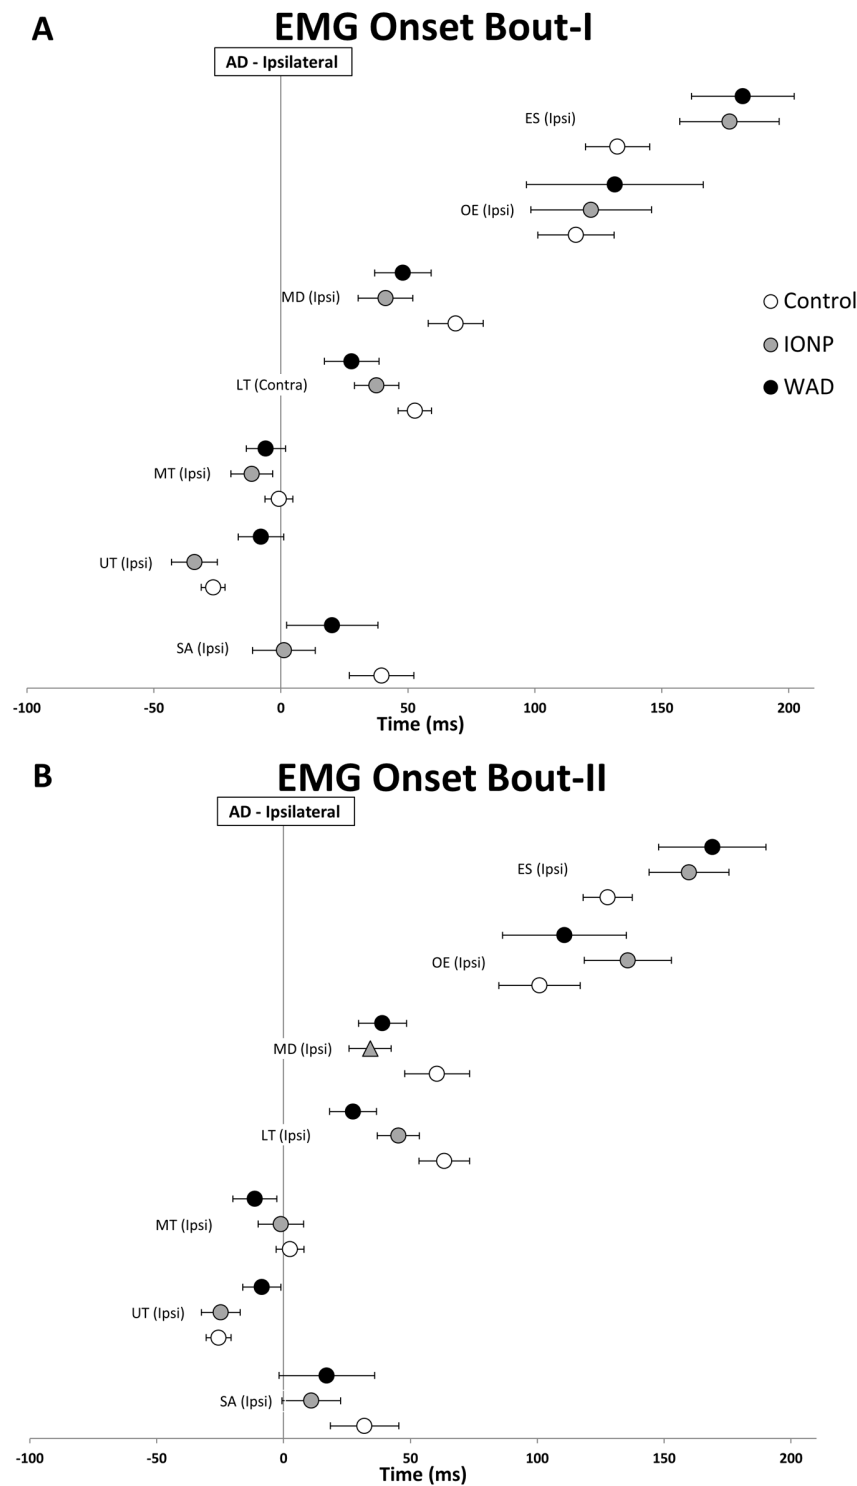 A
EMG Onset Bout-I
AD - Ipsilateral
ES (Ipsi)
OE (Ipsi)
MD (Ipsi)
Control
IONP
LT (Contra)
WAD
MT (Ipsi)
UT (Ipsi)
SA (Ipsi)
-100 -50 0 50 100 150 200
Time (ms)
B
EMG Onset Bout-II
AD - Ipsilateral
ES (Ipsi)
OE (Ipsi)
MD (Ipsi)
LT (Ipsi)
MT (Ipsi)
UT (Ipsi)
SA (Ipsi)
-100 -50 0 50 100 150 200
Time (ms)